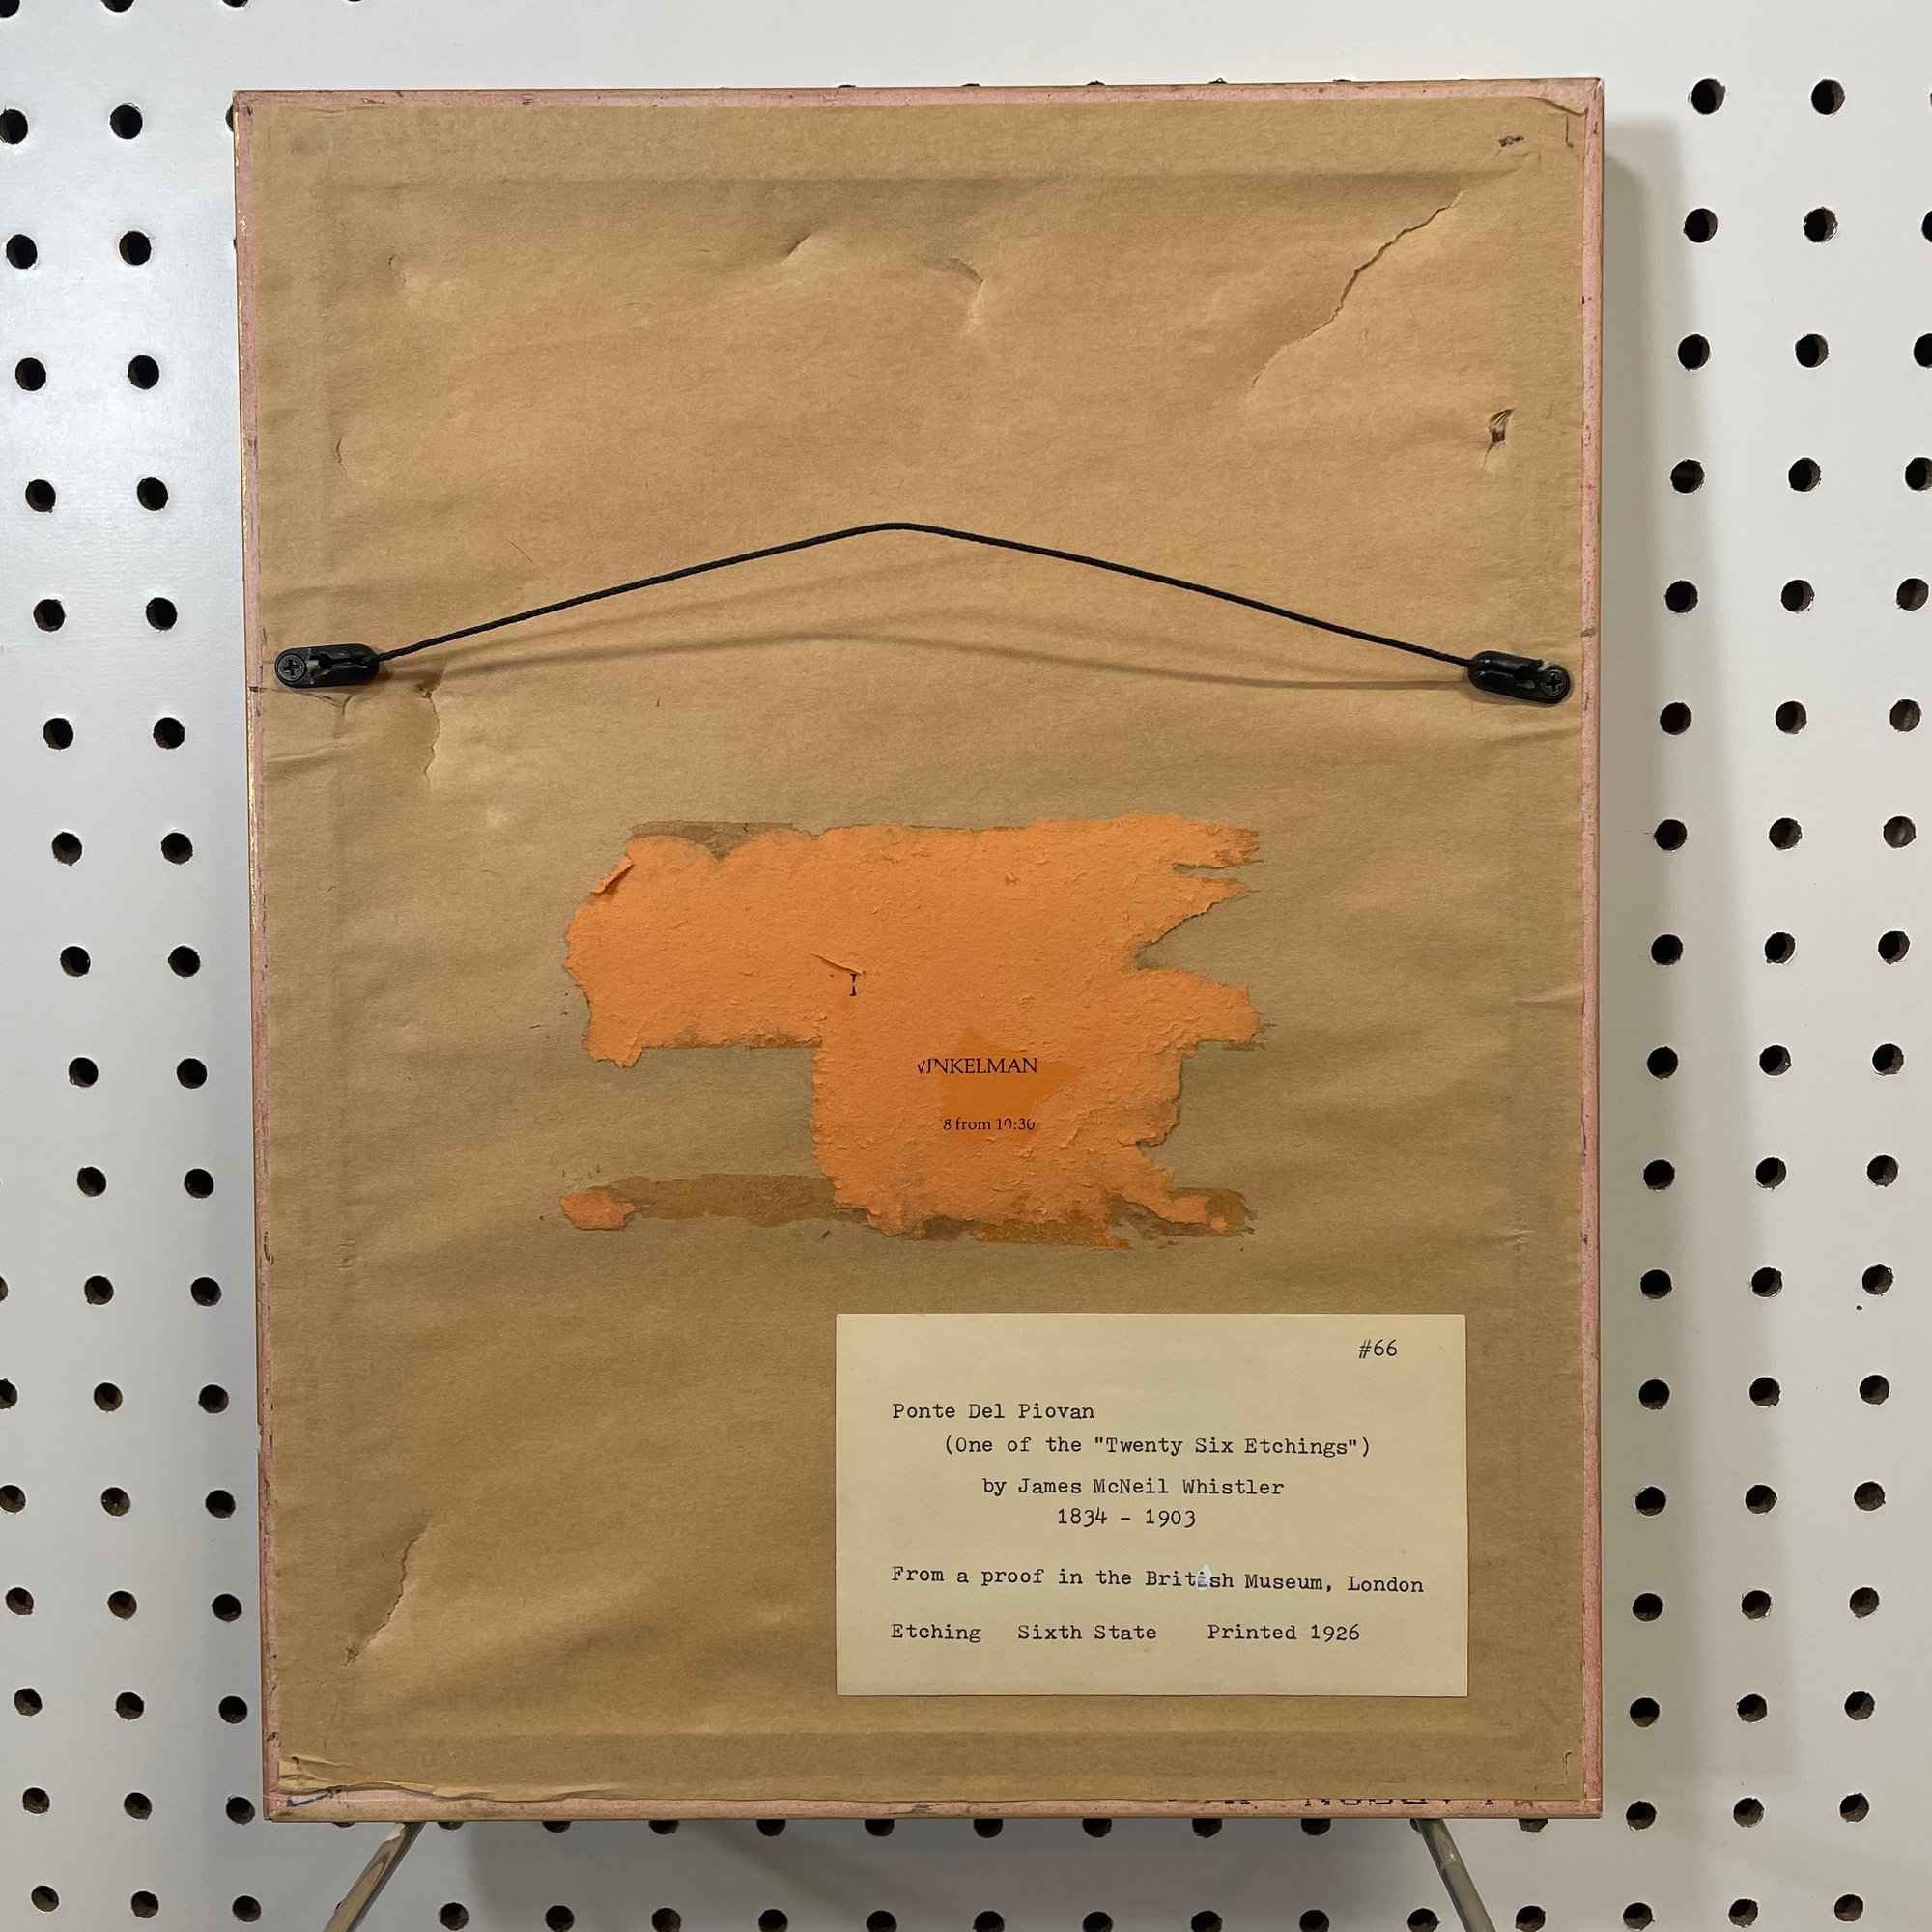 INKELMAN
8 from 10:30
#66
Ponte Del Piovan
(One of the "Twenty Six Etchings")
by James McNeil Whistler
1834 - 1903
From a proof in the British Museum, London
Etching Sixth State Printed 1926